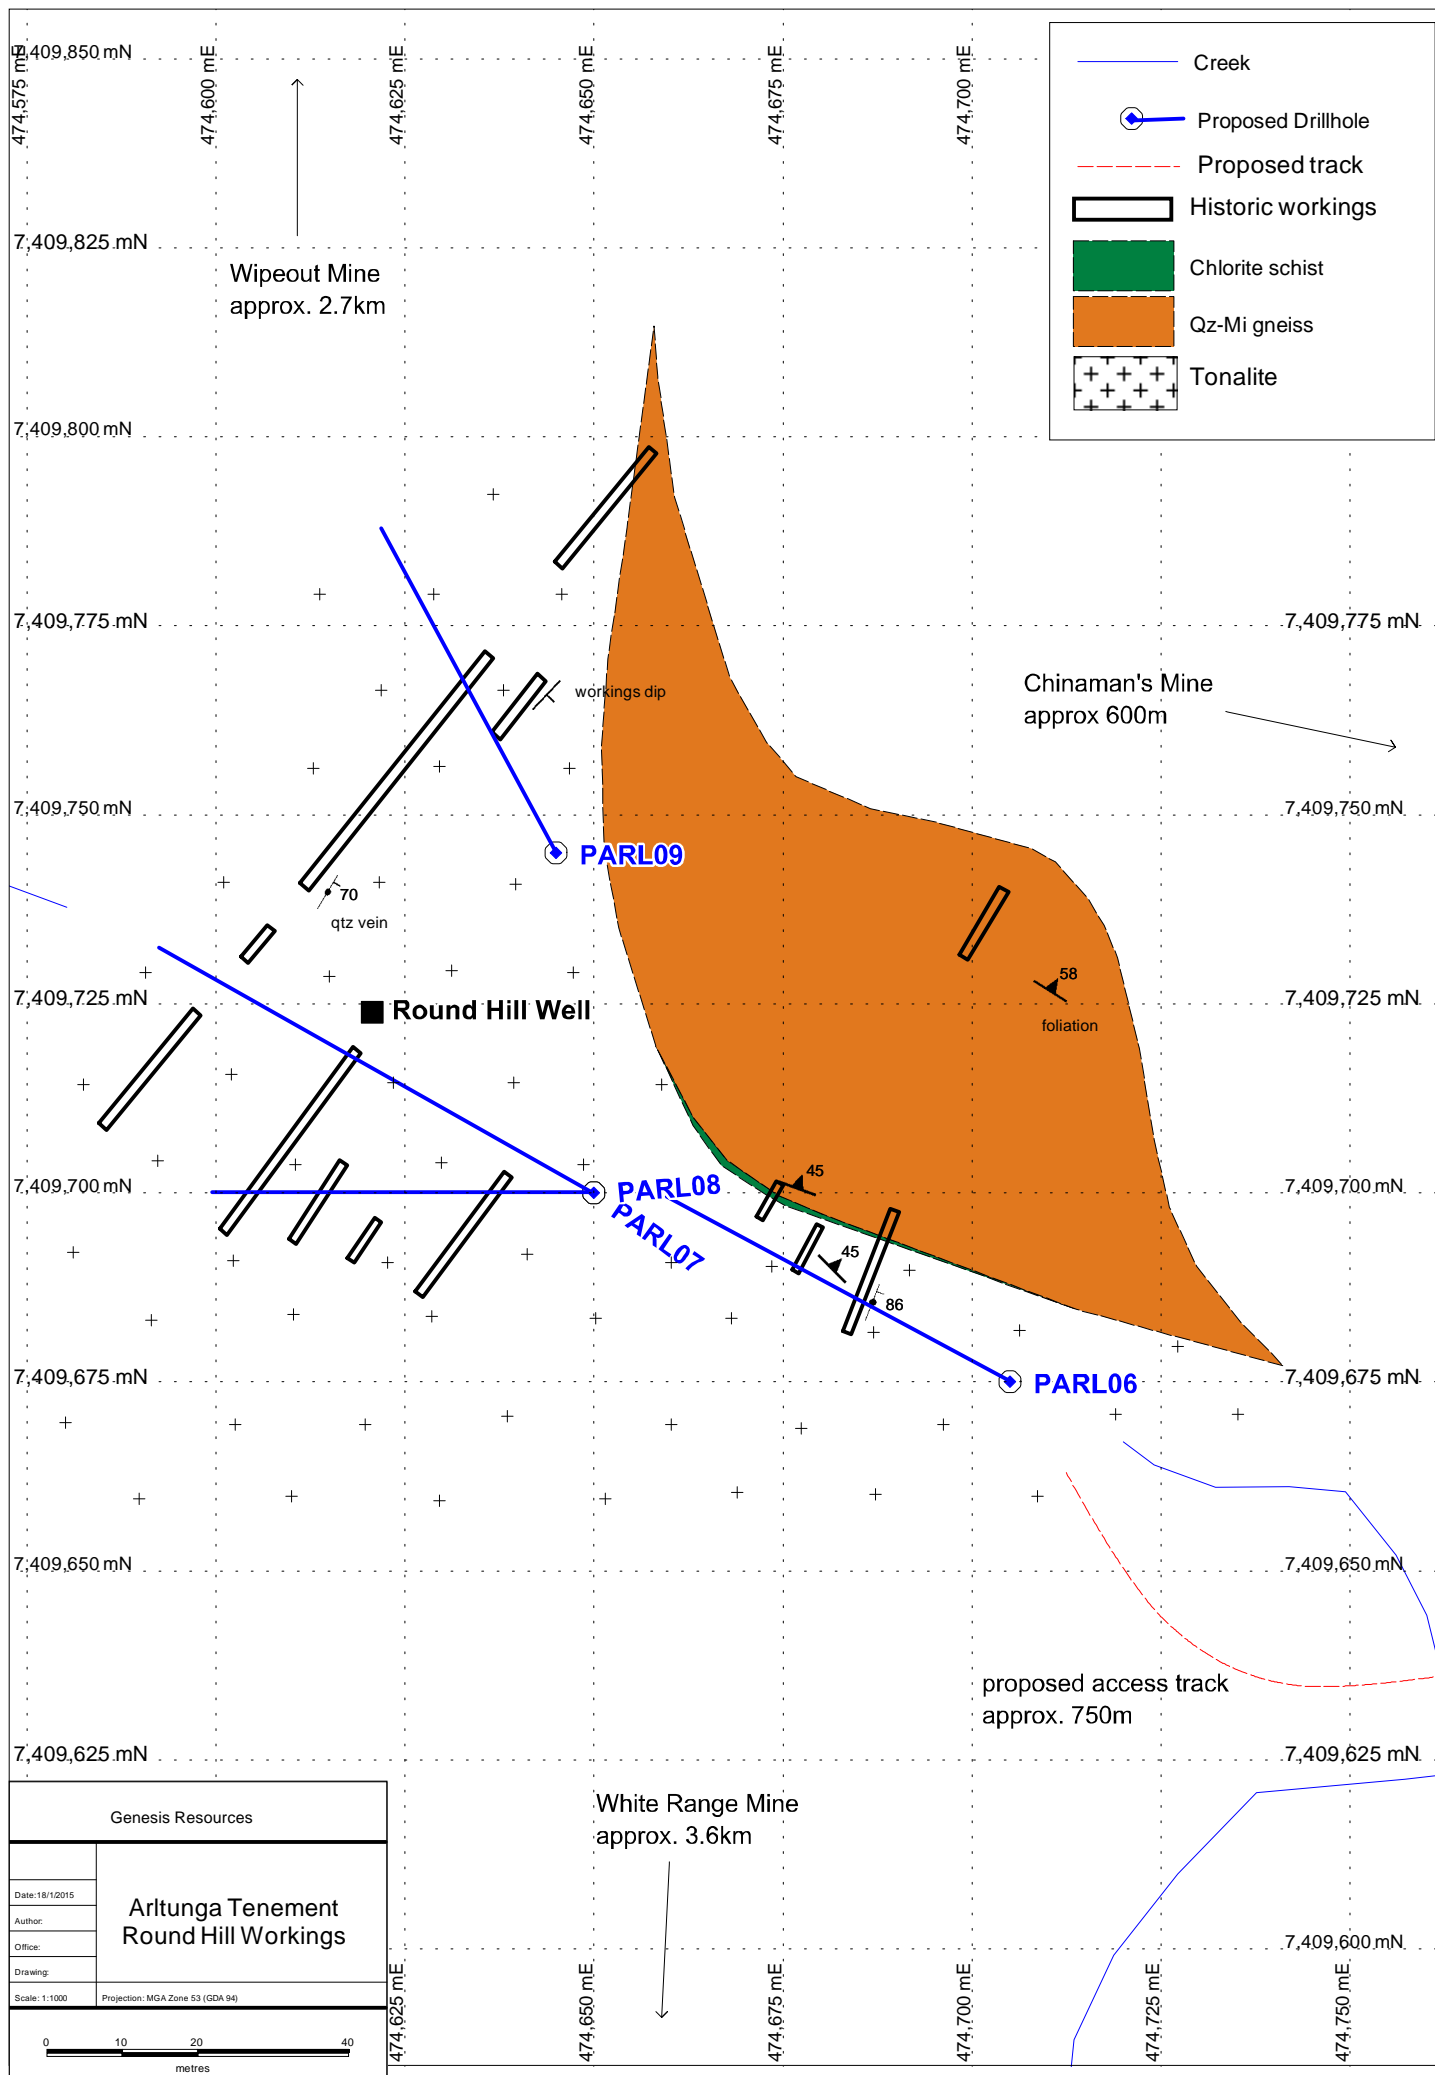 7,409,850 mN
474,575 mE
474,600 mE
474,625 mE
474,650 mE
474,675 mE
474,700 mE
Creek
Proposed Drillhole
Proposed track
Historic workings
Chlorite schist
Qz-Mi gneiss
Tonalite
7,409,825 mN
Wipeout Mine
approx. 2.7km
7,409,800 mN
7,409,775 mN
7,409,775 mN
workings dip
Chinaman's Mine
approx 600m
7,409,750 mN
7,409,750 mN
PARL09
70
qtz vein
58
foliation
7,409,725 mN
7,409,725 mN
Round Hill Well
45
7,409,700 mN
7,409,700 mN
PARL08
PARL07
45
86
7,409,675 mN
PARL06
7,409,675 mN
7,409,650 mN
7,409,650 mN
proposed access track
approx. 750m
7,409,625 mN
7,409,625 mN
White Range Mine
approx. 3.6km
Genesis Resources
Date:18/1/2015
Author:
Office:
Drawing:
Scale: 1:1000
Arltunga Tenement
Round Hill Workings
Projection: MGA Zone 53 (GDA 94)
7,409,600 mN
0 10 20 40
metres
474,625 mE
474,650 mE
474,675 mE
474,700 mE
474,725 mE
474,750 mE